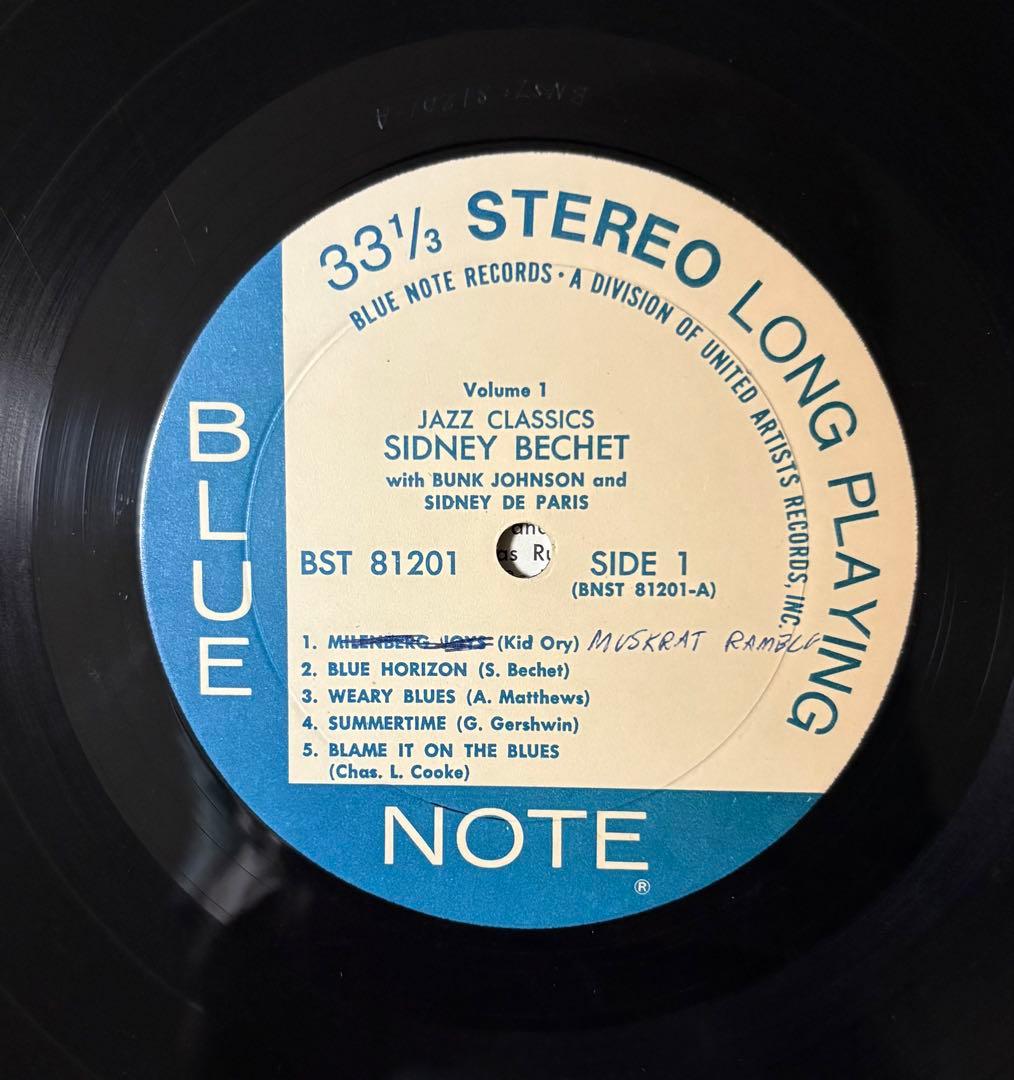 BNST 81201 A
33⅓ STEREO LONG PLAYING
BLUE NOTE RECORDS · A DIVISION OF UNITED ARTISTS RECORDS, INC.
Volume 1
JAZZ CLASSICS
SIDNEY BECHET
with BUNK JOHNSON and
SIDNEY DE PARIS
BST 81201
SIDE 1
(BNST 81201-A)
1. MILENBERG JOYS (Kid Ory) MUSKRAT RAMBLE
2. BLUE HORIZON (S. Bechet)
3. WEARY BLUES (A. Matthews)
4. SUMMERTIME (G. Gershwin)
5. BLAME IT ON THE BLUES
(Chas. L. Cooke)
BLUE
NOTE
®